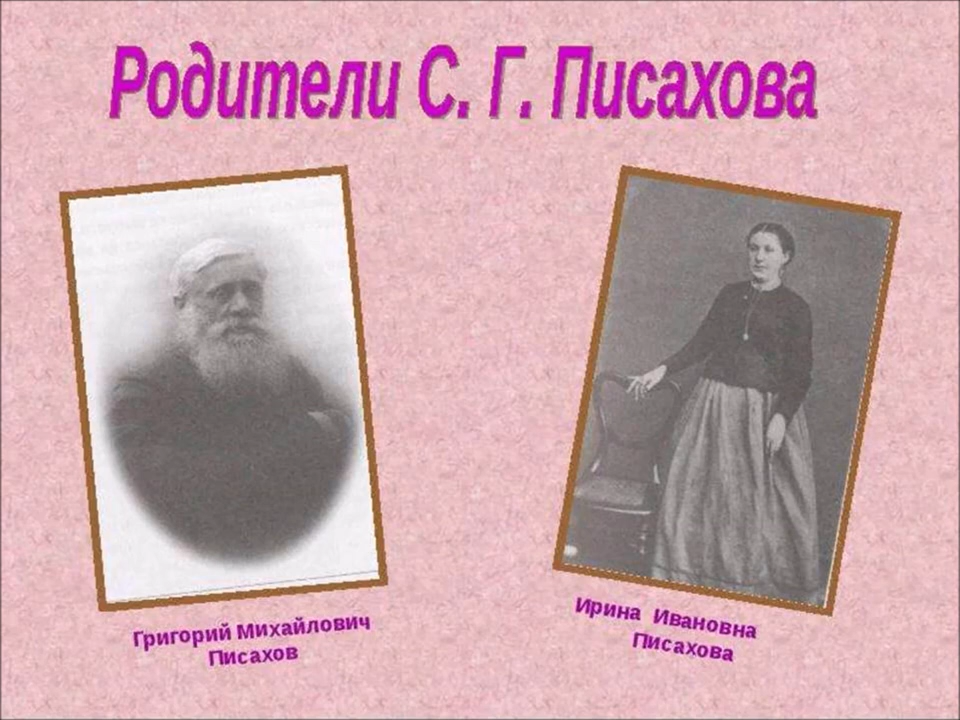 Родители С. Г. Писахова
Григорий Михайлович
Писахов
Ирина Ивановна
Писахова